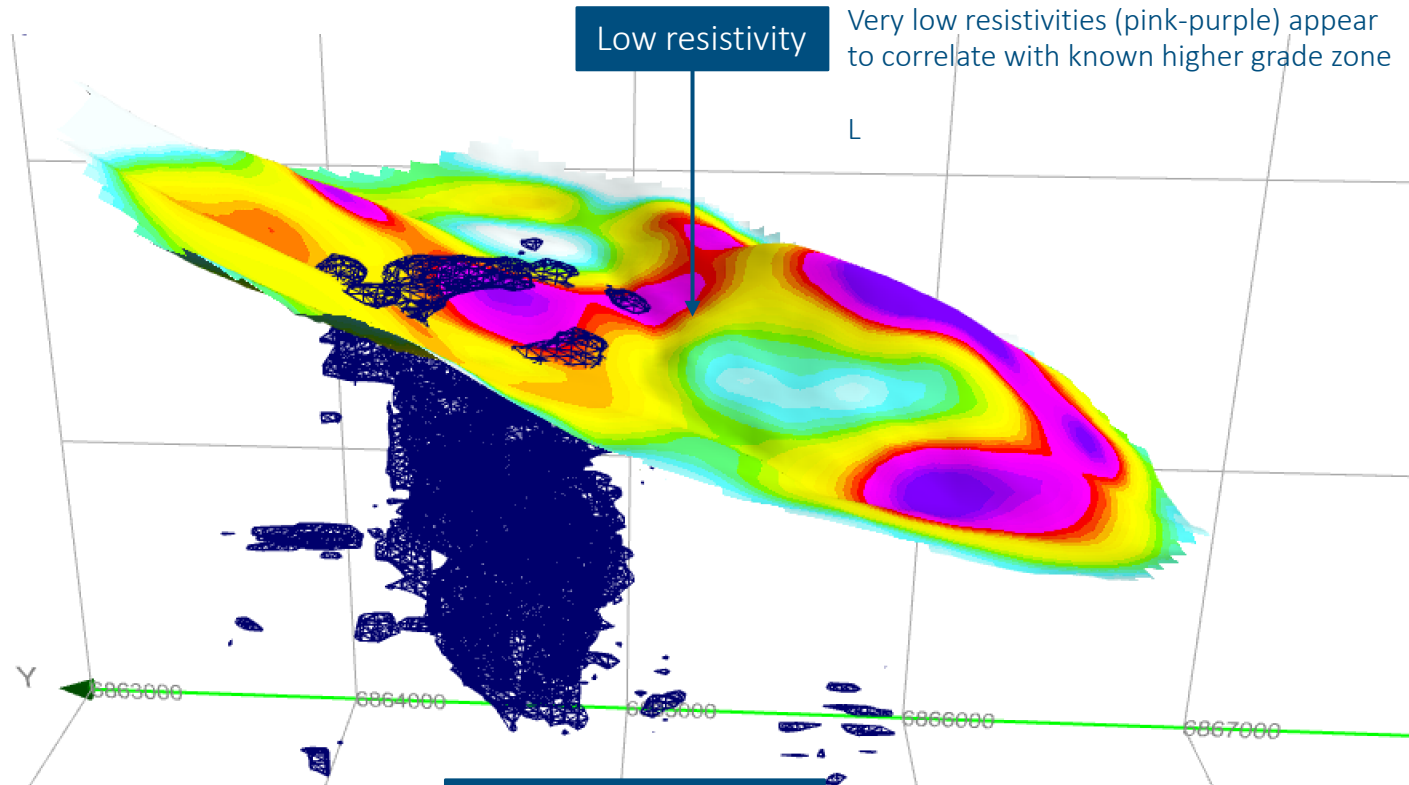 Low resistivity
Very low resistivities (pink-purple) appear
to correlate with known higher grade zone
L
Y
6863000
6864000
6865000
6866000
6867000